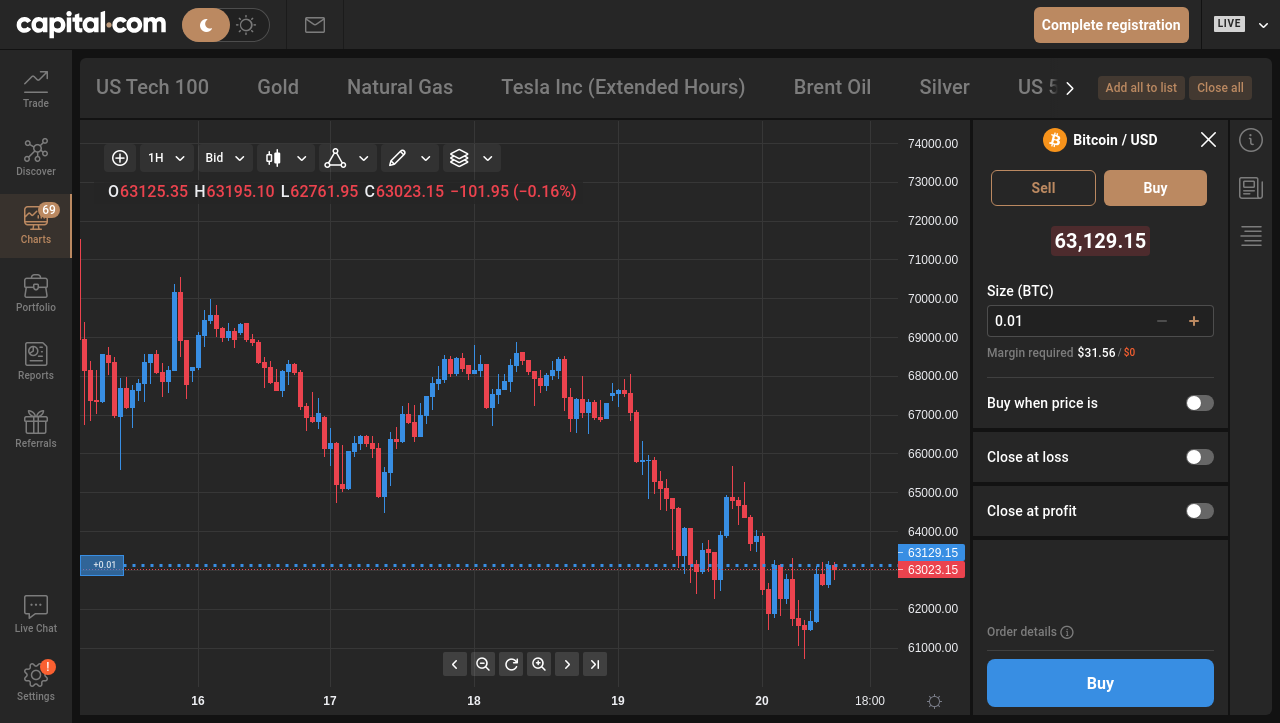 capital.com
Complete registration
LIVE
Trade
Discover
69
Charts
Portfolio
Reports
Referrals
Live Chat
!
Settings
US Tech 100 Gold Natural Gas Tesla Inc (Extended Hours) Brent Oil Silver US 5
Add all to list Close all
1H Bid
O63125.35 H63195.10 L62761.95 C63023.15 −101.95 (−0.16%)
74000.00
73000.00
72000.00
71000.00
70000.00
69000.00
68000.00
67000.00
66000.00
65000.00
64000.00
63129.15
63023.15
62000.00
61000.00
+0.01
16 17 18 19 20 18:00
Bitcoin / USD
Sell Buy
63,129.15
Size (BTC)
0.01 − +
Margin required $31.56 / $0
Buy when price is
Close at loss
Close at profit
Order details
Buy